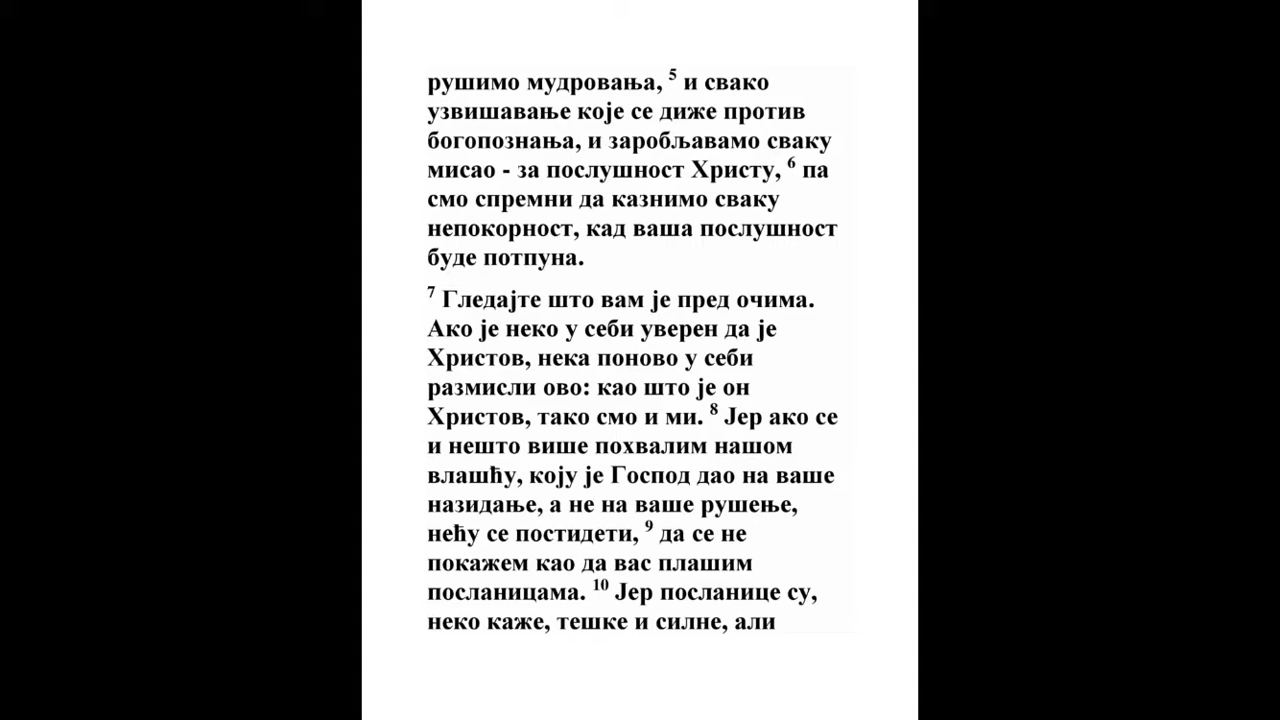 рушимо мудровања, 5 и свако
узвишавање које се диже против
богопознања, и заробљавамо сваку
мисао - за послушност Христу, 6 па
смо спремни да казнимо сваку
непокорност, кад ваша послушност
буде потпуна.
7 Гледајте што вам је пред очима.
Ако је неко у себи уверен да је
Христов, нека поново у себи
размисли ово: као што је он
Христов, тако смо и ми. 8 Јер ако се
и нешто више похвалим нашом
влашћу, коју је Господ дао на ваше
назидање, а не на ваше рушење,
нећу се постидети, 9 да се не
покажем као да вас плашим
посланицама. 10 Јер посланице су,
неко каже, тешке и силне, али